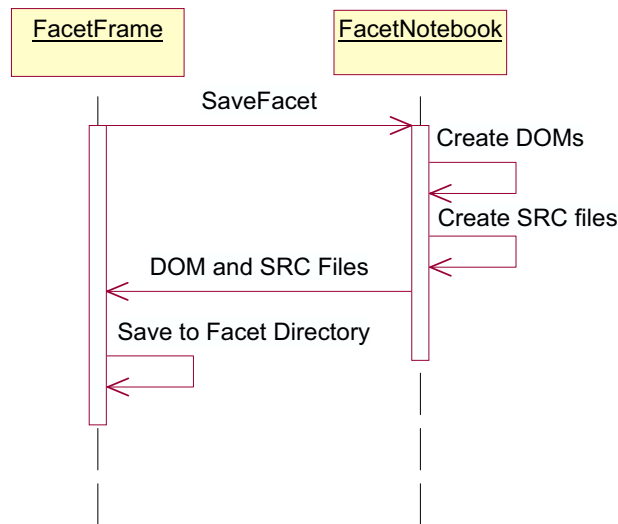 FacetFrame
FacetNotebook
SaveFacet
Create DOMs
Create SRC files
DOM and SRC Files
Save to Facet Directory